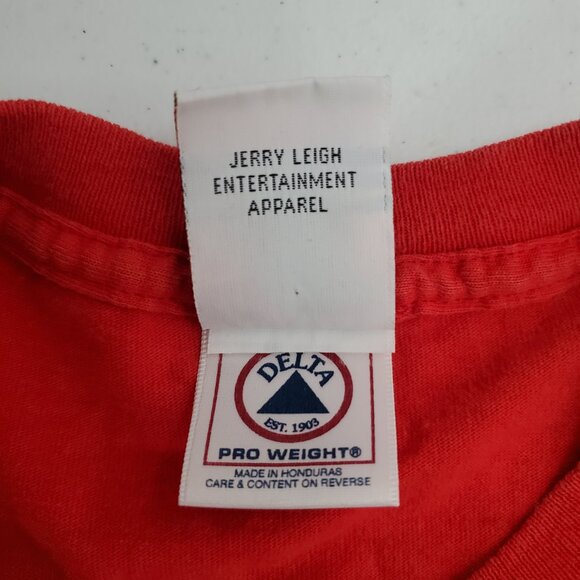 JERRY LEIGH
ENTERTAINMENT
APPAREL
DELTA
EST. 1903
PRO WEIGHT®
MADE IN HONDURAS
CARE & CONTENT ON REVERSE